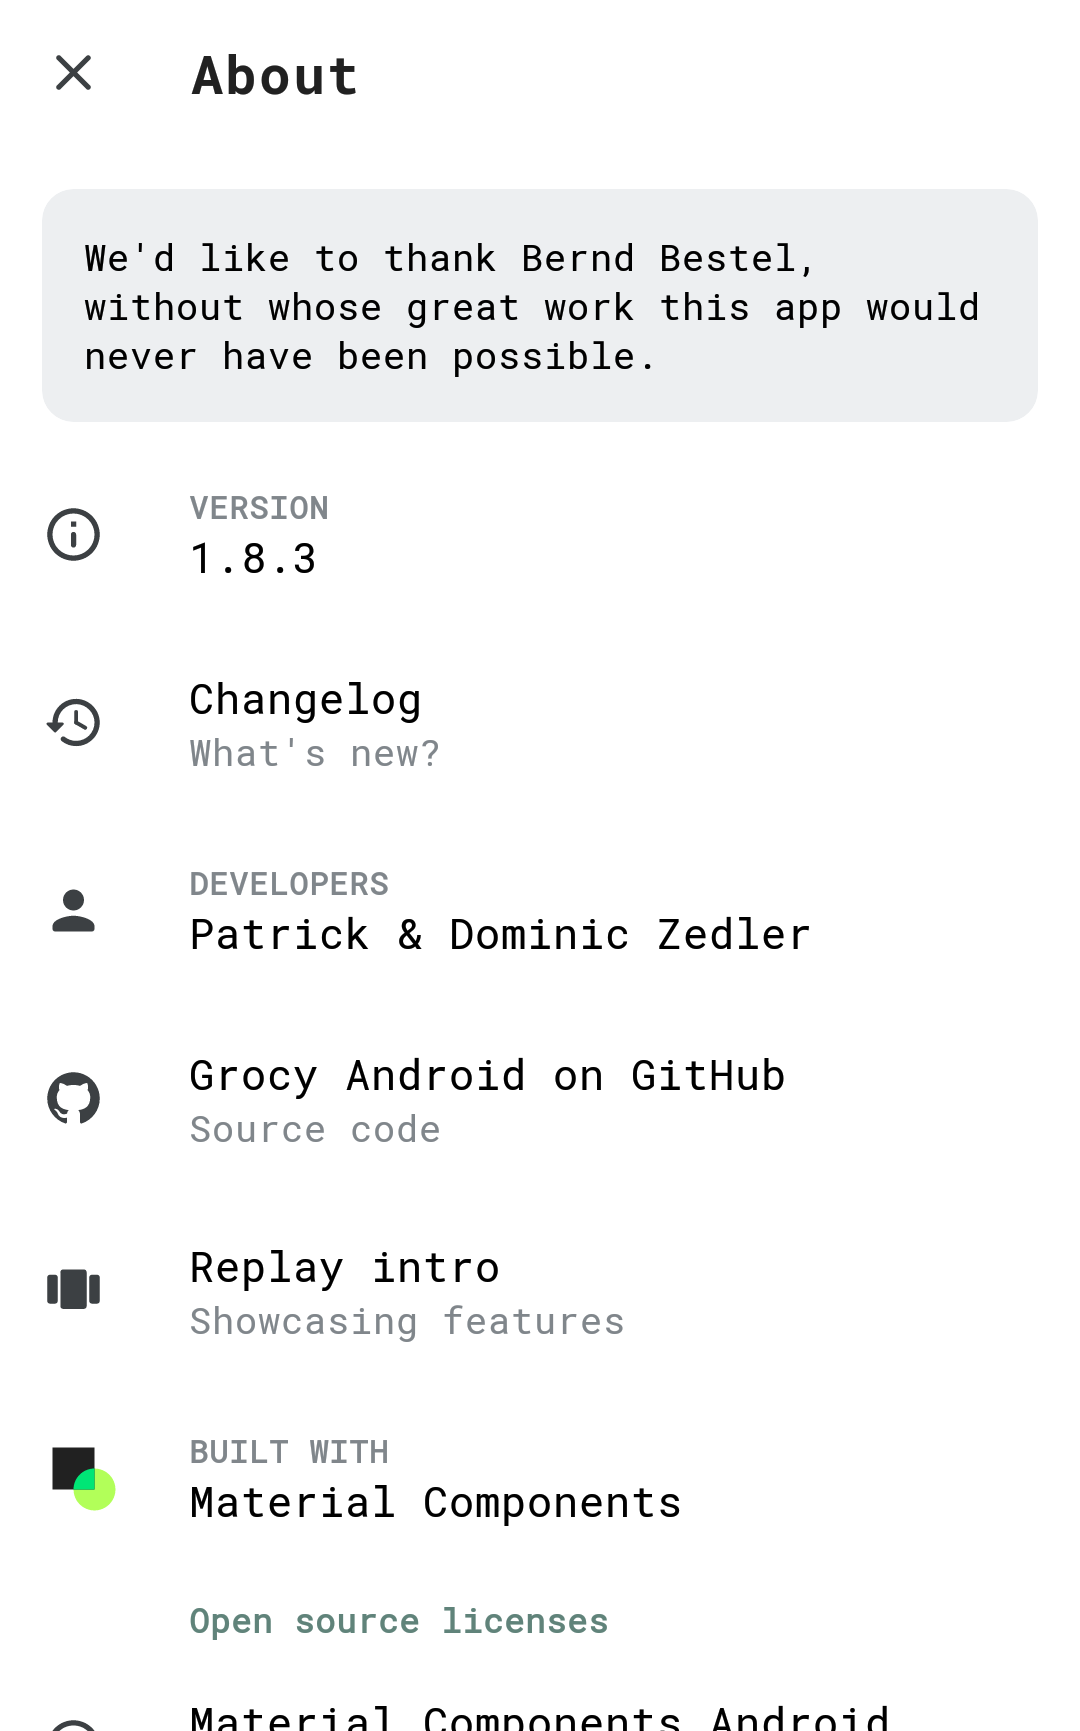 About
We'd like to thank Bernd Bestel,
without whose great work this app would
never have been possible.
VERSION
1.8.3
Changelog
What's new?
DEVELOPERS
Patrick & Dominic Zedler
Grocy Android on GitHub
Source code
Replay intro
Showcasing features
BUILT WITH
Material Components
Open source licenses
Material Components Android